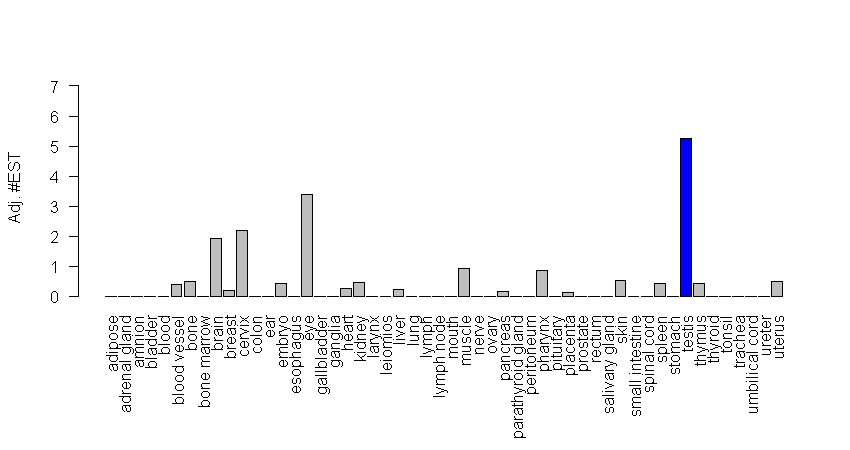 Adj. #EST
7
6
5
4
3
2
1
0
adipose
adrenal gland
amnion
bladder
blood
blood vessel
bone
bone marrow
brain
breast
cervix
colon
ear
embryo
esophagus
eye
gallbladder
ganglia
heart
kidney
larynx
leiomios
liver
lung
lymph
lymph node
mouth
muscle
nerve
ovary
pancreas
parathyroid gland
peritoneum
pharynx
pituitary
placenta
prostate
rectum
salivary gland
skin
small intestine
spinal cord
spleen
stomach
testis
thymus
thyroid
tonsil
trachea
umbilical cord
ureter
uterus